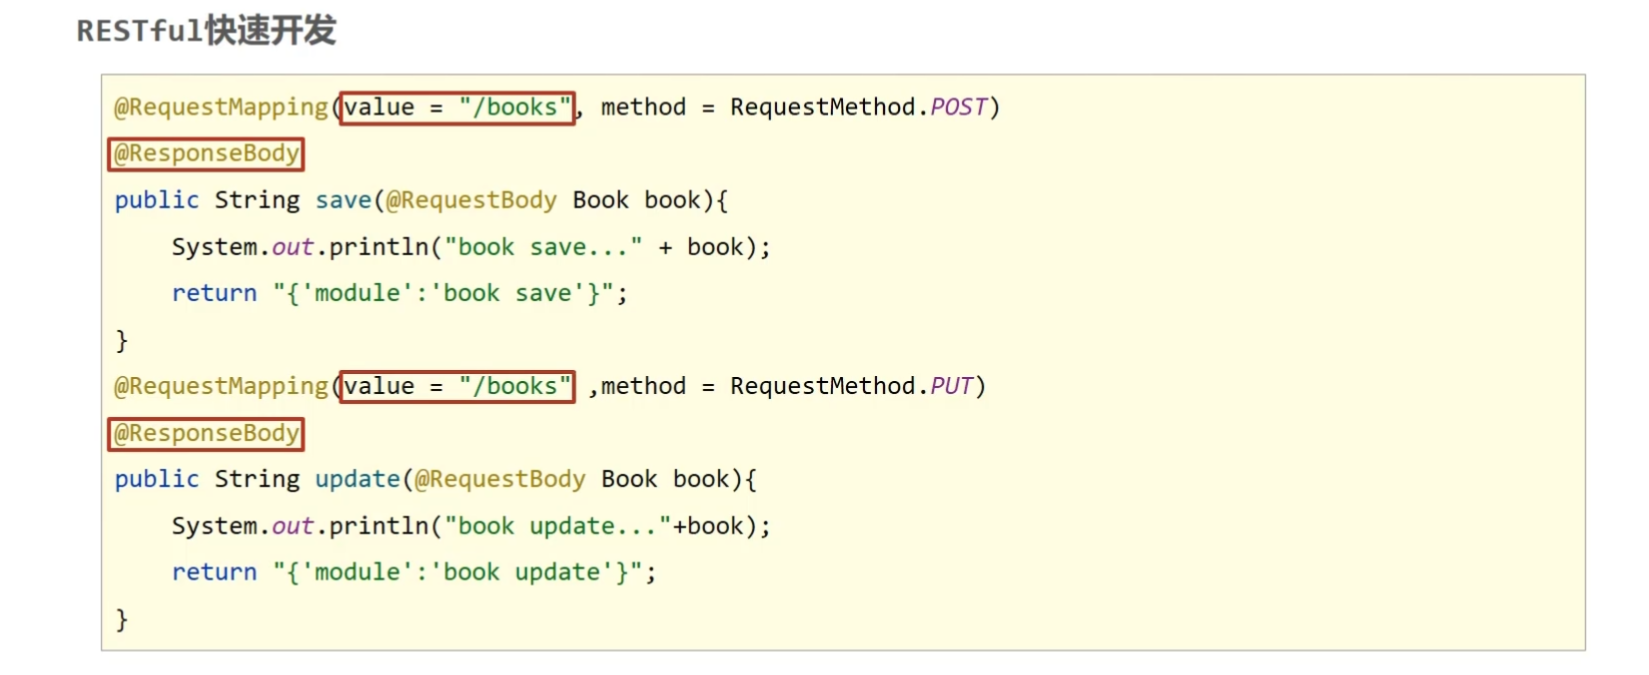 RESTful快速开发
@RequestMapping(value = "/books", method = RequestMethod.POST)
@ResponseBody
public String save(@RequestBody Book book){
    System.out.println("book save..." + book);
    return "{'module':'book save'}";
}
@RequestMapping(value = "/books" ,method = RequestMethod.PUT)
@ResponseBody
public String update(@RequestBody Book book){
    System.out.println("book update..."+book);
    return "{'module':'book update'}";
}